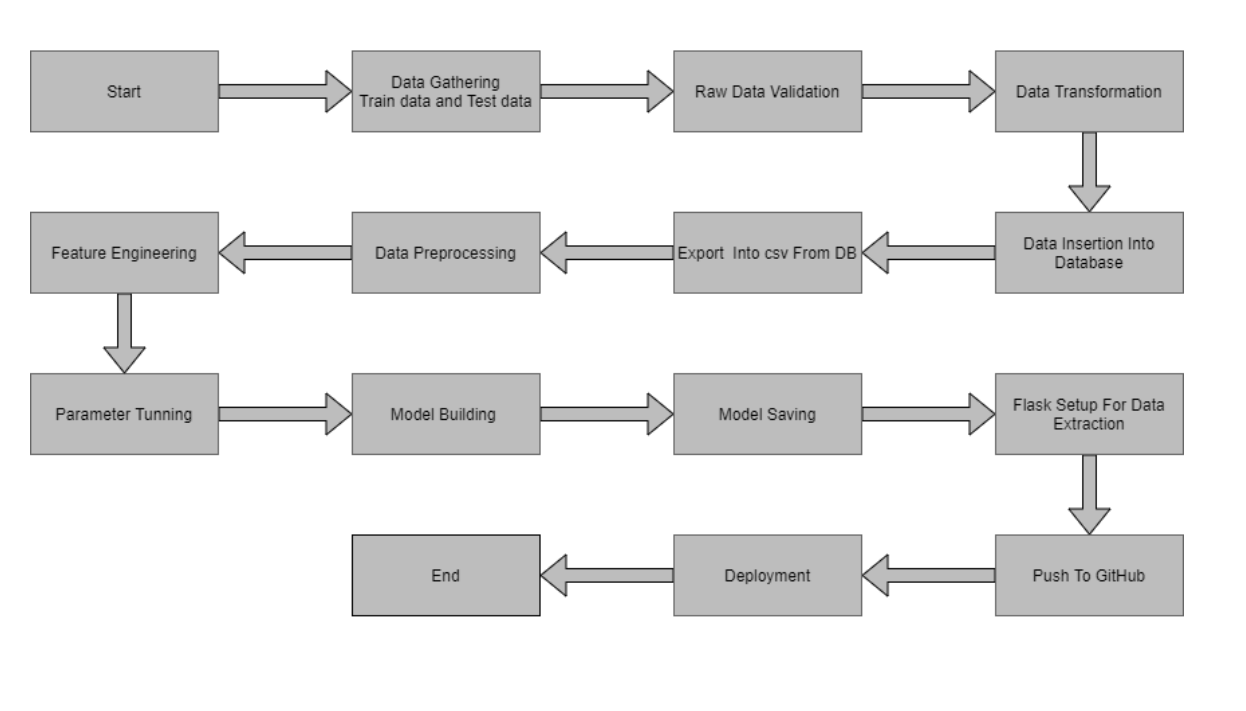 Start
Data Gathering
Train data and Test data
Raw Data Validation
Data Transformation
Data Insertion Into
Database
Export  Into csv From DB
Data Preprocessing
Feature Engineering
Parameter Tunning
Model Building
Model Saving
Flask Setup For Data
Extraction
Push To GitHub
Deployment
End